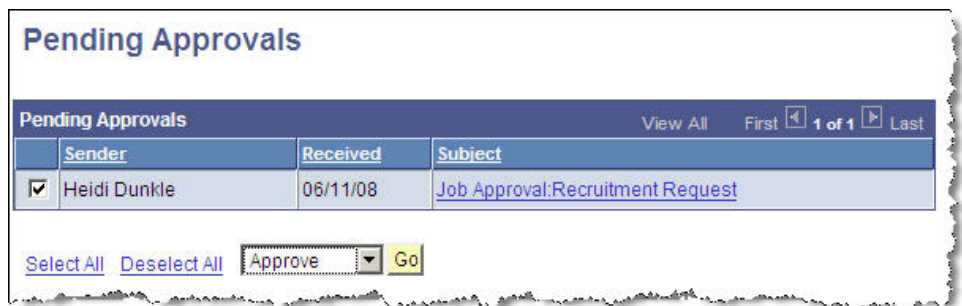 Pending Approvals
Pending Approvals View All First 1 of 1 Last
Sender Received Subject
Heidi Dunkle 06/11/08 Job Approval:Recruitment Request
Select All Deselect All Approve Go